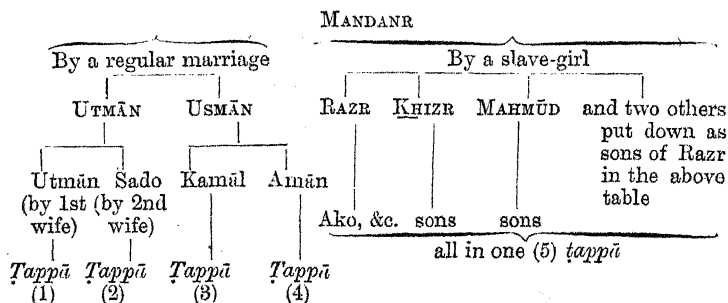 MANDANR
By a regular marriage By a slave-girl
UTMĀN USMĀN RAZR KHIZR MAHMŪD and two others
put down as
sons of Razr
in the above
table
Utmān Sado Kamāl Amān
(by 1st (by 2nd
wife) wife)
Ako, &c. sons sons
all in one (5) ṭappā
Ṭappā Ṭappā Ṭappā Ṭappā
(1) (2) (3) (4)